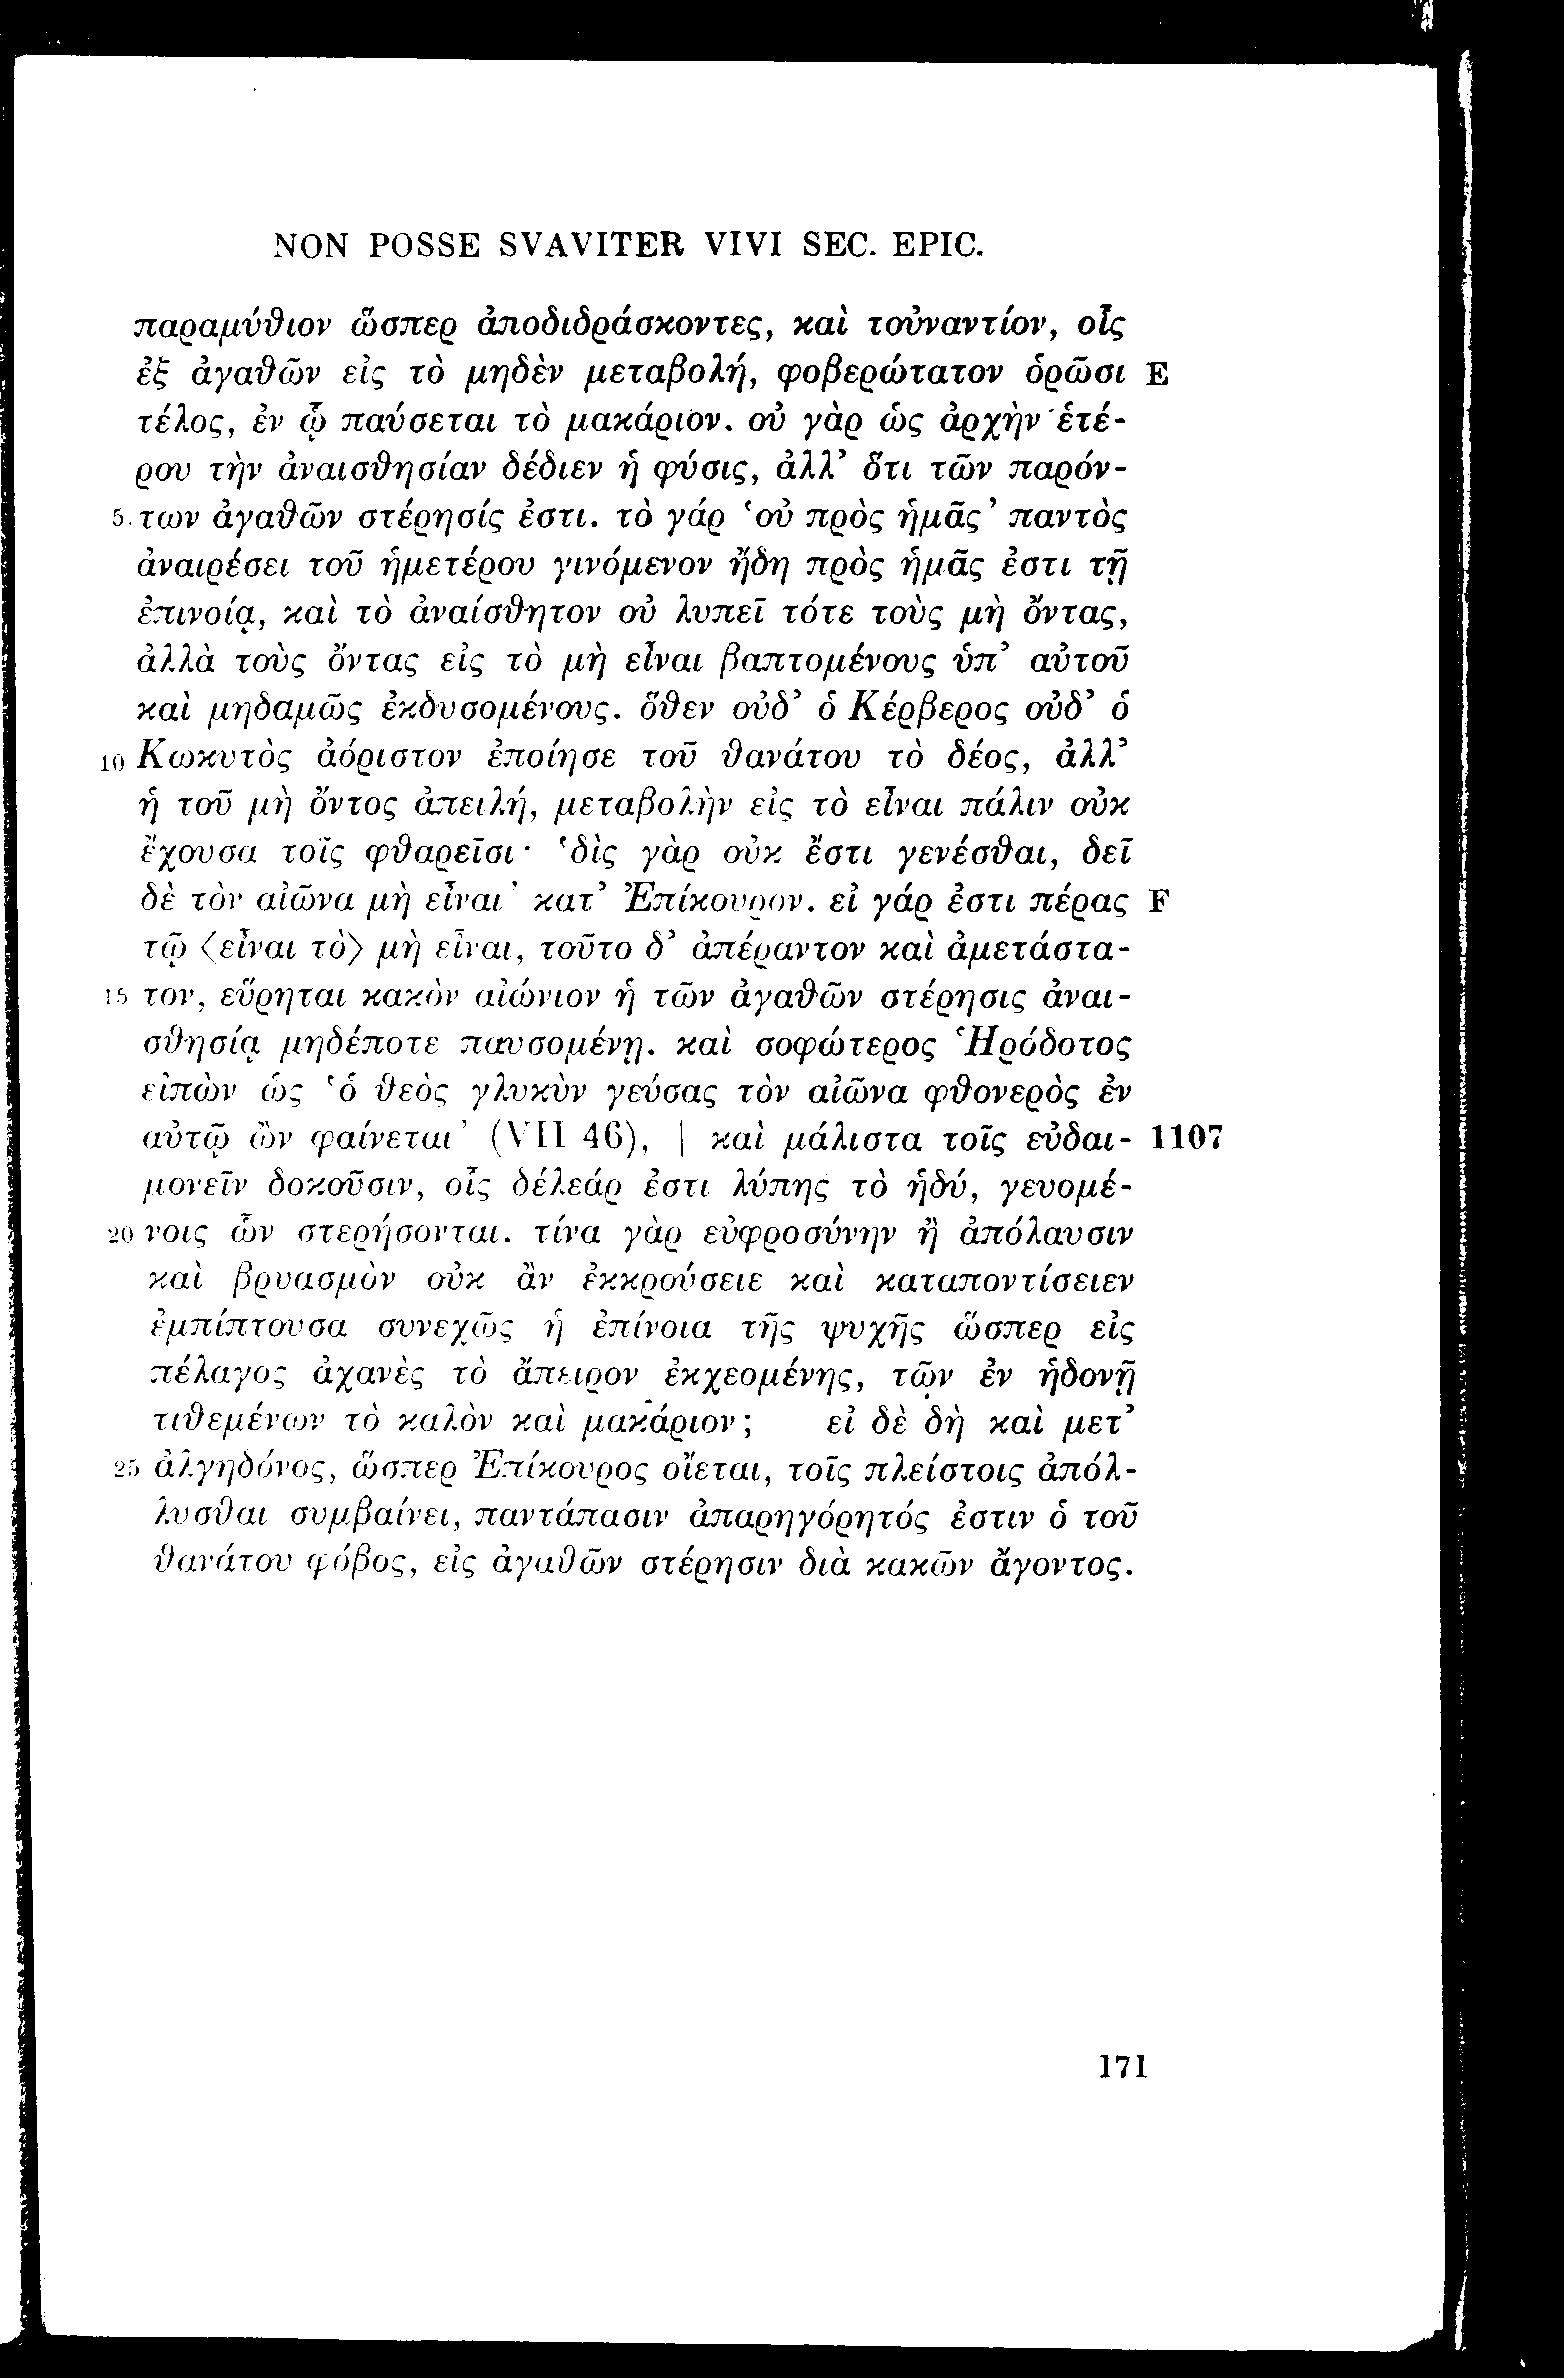 NON POSSE SVAVITER VIVI SEC. EPIC.
παραμύθιον ὥσπερ ἀποδιδράσκοντες, καὶ τοὐναντίον, οἷς
ἐξ ἀγαθῶν εἰς τὸ μηδὲν μεταβολή, φοβερώτατον ὁρῶσι E
τέλος, ἐν ᾧ παύσεται τὸ μακάριον. οὐ γὰρ ὡς ἀρχὴν ἑτέ-
ρου τὴν ἀναισθησίαν δέδιεν ἡ φύσις, ἀλλ’ ὅτι τῶν παρόν-
5 των ἀγαθῶν στέρησίς ἐστι. τὸ γάρ ‘οὐ πρὸς ἡμᾶς’ παντὸς
ἀναιρέσει τοῦ ἡμετέρου γινόμενον ἤδη πρὸς ἡμᾶς ἐστι τῇ
ἐπινοίᾳ, καὶ τὸ ἀναίσθητον οὐ λυπεῖ τότε τοὺς μὴ ὄντας,
ἀλλὰ τοὺς ὄντας εἰς τὸ μὴ εἶναι βαπτομένους ὑπ’ αὐτοῦ
καὶ μηδαμῶς ἐκδυσομένους. ὅθεν οὐδ’ ὁ Κέρβερος οὐδ’ ὁ
10 Κωκυτὸς ἀόριστον ἐποίησε τοῦ θανάτου τὸ δέος, ἀλλ’
ἡ τοῦ μὴ ὄντος ἀπειλή, μεταβολὴν εἰς τὸ εἶναι πάλιν οὐκ
ἔχουσα τοῖς φθαρεῖσι· ‘δὶς γὰρ οὐκ ἔστι γενέσθαι, δεῖ
δὲ τὸν αἰῶνα μὴ εἶναι’ κατ’ Ἐπίκουρον. εἰ γάρ ἐστι πέρας F
τῷ ⟨εἶναι τὸ⟩ μὴ εἶναι, τοῦτο δ’ ἀπέραντον καὶ ἀμετάστα-
15 τον, εὕρηται κακὸν αἰώνιον ἡ τῶν ἀγαθῶν στέρησις ἀναι-
σθησίᾳ μηδέποτε παυσομένῃ. καὶ σοφώτερος Ἡρόδοτος
εἰπὼν ὡς ‘ὁ θεὸς γλυκὺν γεύσας τὸν αἰῶνα φθονερὸς ἐν
αὐτῷ ὢν φαίνεται’ (VII 46), | καὶ μάλιστα τοῖς εὐδαι- 1107
μονεῖν δοκοῦσιν, οἷς δέλεάρ ἐστι λύπης τὸ ἡδύ, γευομέ-
20 νοις ὧν στερήσονται. τίνα γὰρ εὐφροσύνην ἢ ἀπόλαυσιν
καὶ βρυασμὸν οὐκ ἂν ἐκκρούσειε καὶ καταποντίσειεν
ἐμπίπτουσα συνεχῶς ἡ ἐπίνοια τῆς ψυχῆς ὥσπερ εἰς
πέλαγος ἀχανὲς τὸ ἄπειρον ἐκχεομένης, τῶν ἐν ἡδονῇ
τιθεμένων τὸ καλὸν καὶ μακάριον; εἰ δὲ δὴ καὶ μετ’
25 ἀλγηδόνος, ὥσπερ Ἐπίκουρος οἴεται, τοῖς πλείστοις ἀπόλ-
λυσθαι συμβαίνει, παντάπασιν ἀπαρηγόρητός ἐστιν ὁ τοῦ
θανάτου φόβος, εἰς ἀγαθῶν στέρησιν διὰ κακῶν ἄγοντος.
171